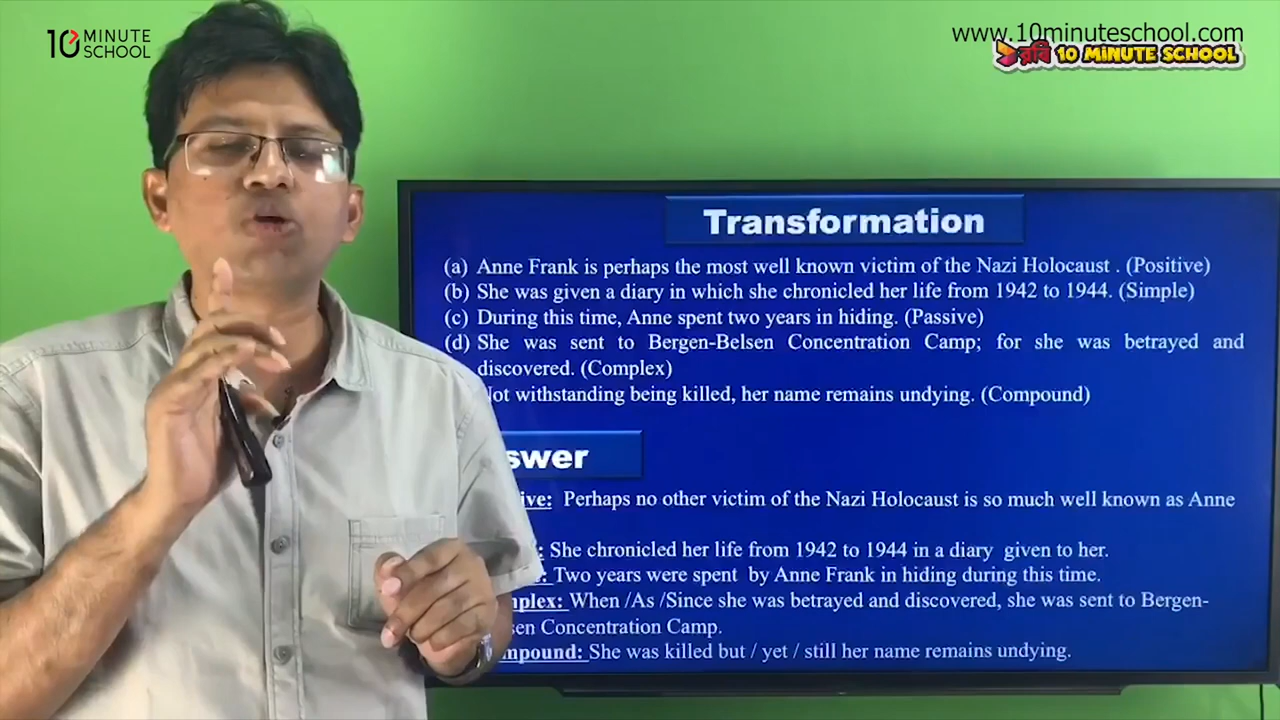 10 MINUTE
SCHOOL
www.10minuteschool.com
রবি 10 MINUTE SCHOOL
Transformation
(a) Anne Frank is perhaps the most well known victim of the Nazi Holocaust . (Positive)
(b) She was given a diary in which she chronicled her life from 1942 to 1944. (Simple)
(c) During this time, Anne spent two years in hiding. (Passive)
(d) She was sent to Bergen-Belsen Concentration Camp; for she was betrayed and
discovered. (Complex)
Not withstanding being killed, her name remains undying. (Compound)
swer
ive: Perhaps no other victim of the Nazi Holocaust is so much well known as Anne
: She chronicled her life from 1942 to 1944 in a diary given to her.
: Two years were spent by Anne Frank in hiding during this time.
mplex: When /As /Since she was betrayed and discovered, she was sent to Bergen-
sen Concentration Camp.
mpound: She was killed but / yet / still her name remains undying.